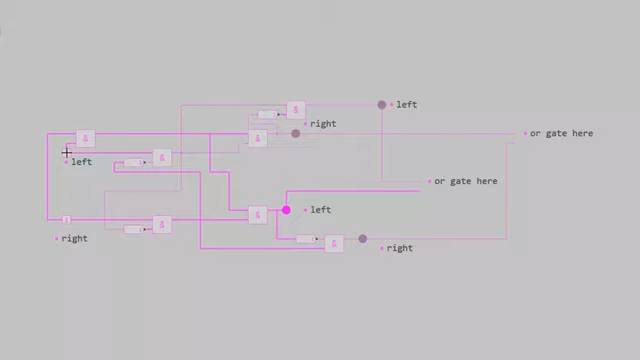 &
left
right
&
&
or gate here
left
&
or gate here
&
left
&
right
&
right